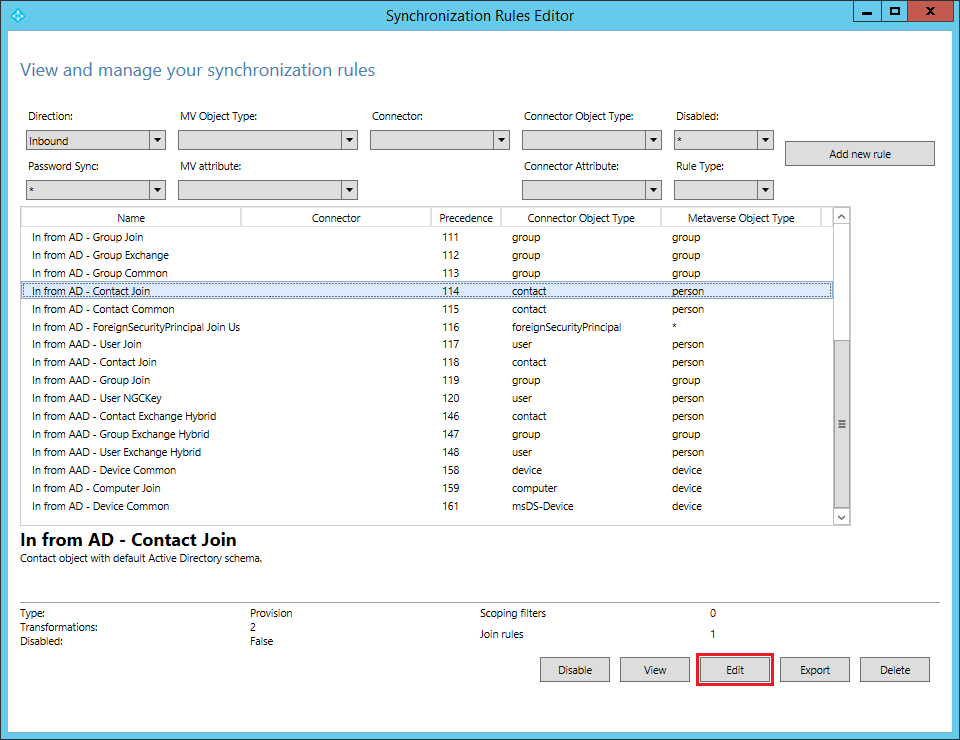 Synchronization Rules Editor
View and manage your synchronization rules
Direction: MV Object Type: Connector: Connector Object Type: Disabled:
Inbound *
Add new rule
Password Sync: MV attribute: Connector Attribute: Rule Type:
*
Name Connector Precedence Connector Object Type Metaverse Object Type
In from AD - Group Join 111 group group
In from AD - Group Exchange 112 group group
In from AD - Group Common 113 group group
In from AD - Contact Join 114 contact person
In from AD - Contact Common 115 contact person
In from AD - ForeignSecurityPrincipal Join Us 116 foreignSecurityPrincipal *
In from AAD - User Join 117 user person
In from AAD - Contact Join 118 contact person
In from AAD - Group Join 119 group group
In from AAD - User NGCKey 120 user person
In from AAD - Contact Exchange Hybrid 146 contact person
In from AAD - Group Exchange Hybrid 147 group group
In from AAD - User Exchange Hybrid 148 user person
In from AAD - Device Common 158 device device
In from AD - Computer Join 159 computer device
In from AD - Device Common 161 msDS-Device device
In from AD - Contact Join
Contact object with default Active Directory schema.
Type: Provision Scoping filters 0
Transformations: 2
Join rules 1
Disabled: False
Disable View Edit Export Delete